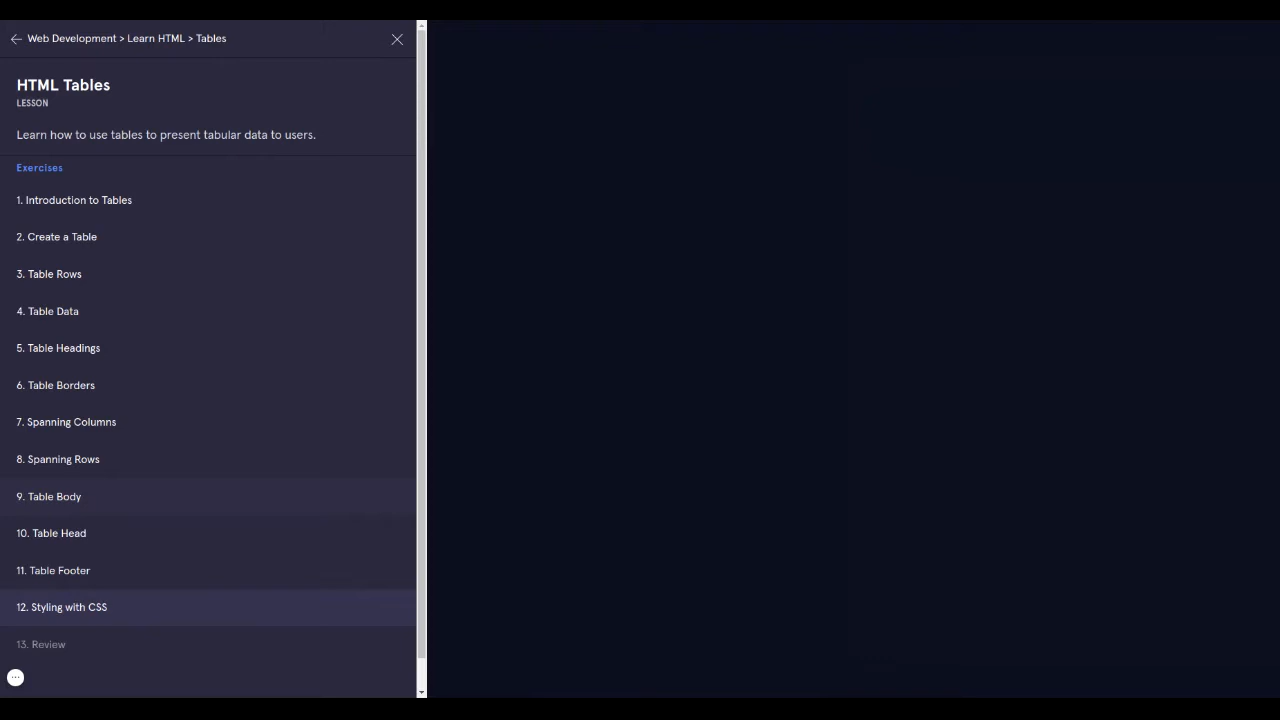 Web Development > Learn HTML > Tables
HTML Tables
LESSON
Learn how to use tables to present tabular data to users.
Exercises
1. Introduction to Tables
2. Create a Table
3. Table Rows
4. Table Data
5. Table Headings
6. Table Borders
7. Spanning Columns
8. Spanning Rows
9. Table Body
10. Table Head
11. Table Footer
12. Styling with CSS
13. Review